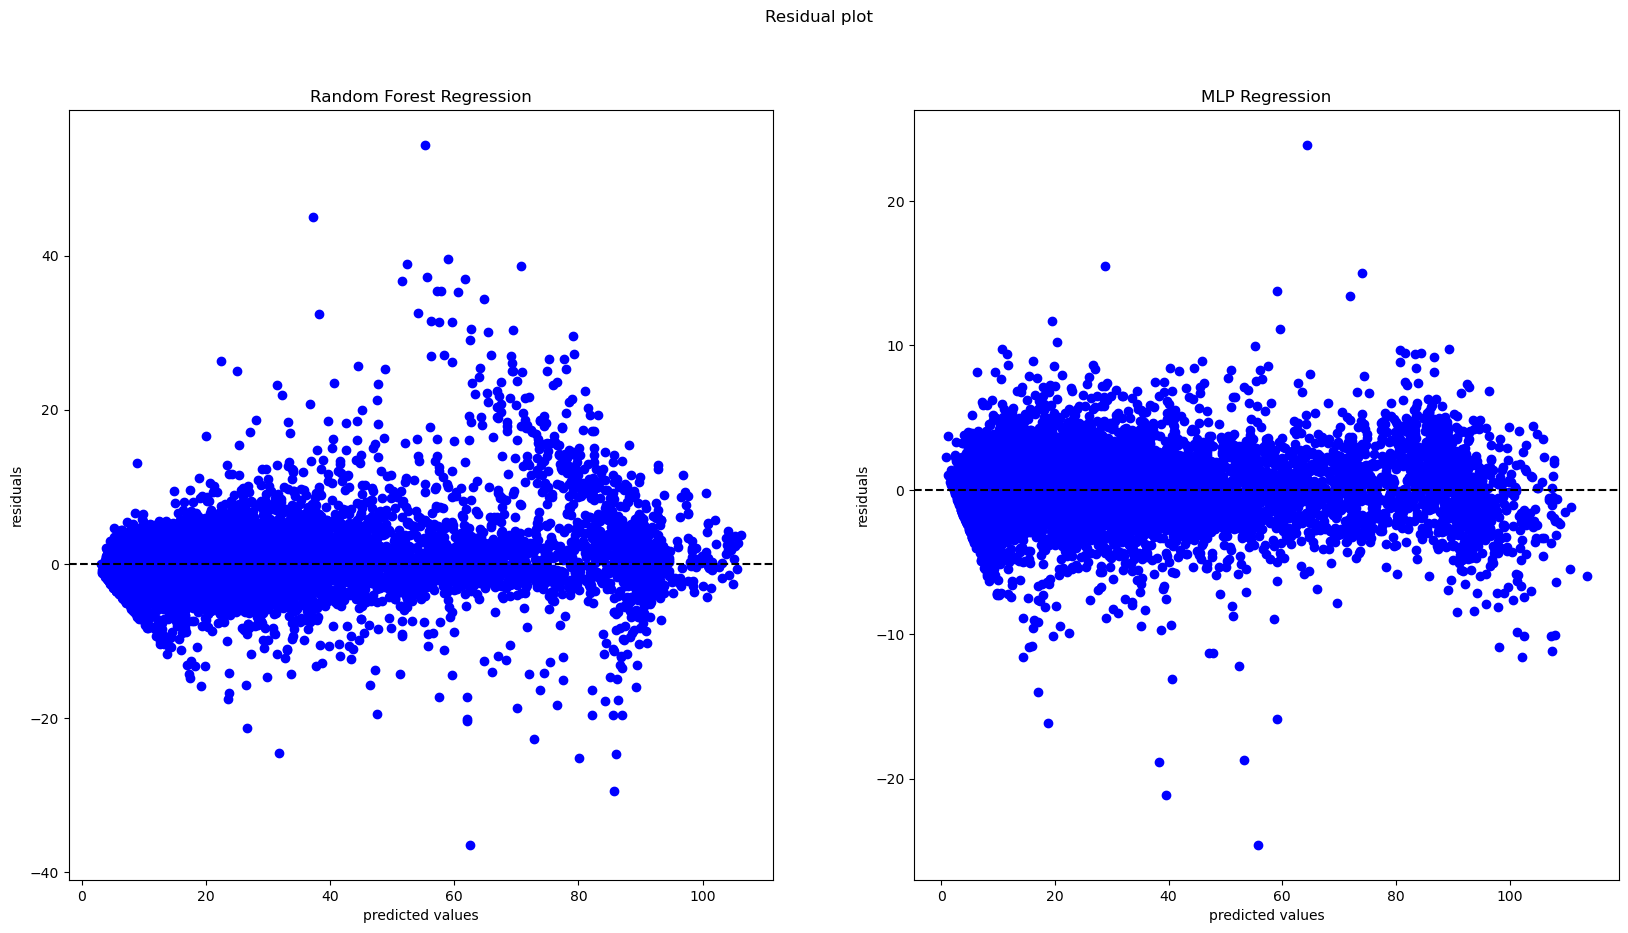 Residual plot
Random Forest Regression
residuals
40
20
0
−20
−40
0 20 40 60 80 100
predicted values
MLP Regression
residuals
20
10
0
−10
−20
0 20 40 60 80 100
predicted values